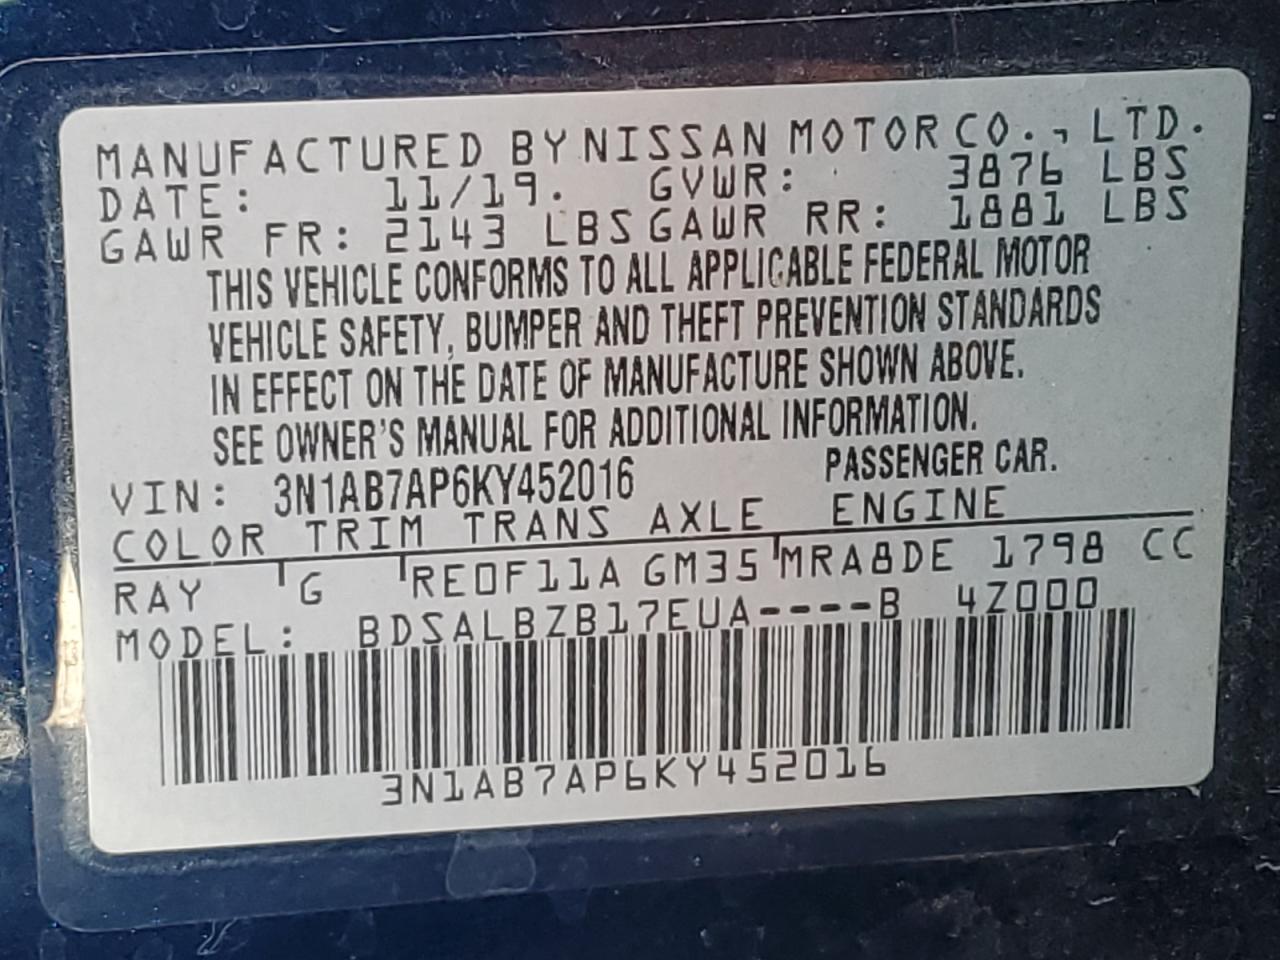 MANUFACTURED BY NISSAN MOTOR CO., LTD.
DATE: 11/19. GVWR: 3876 LBS
GAWR FR: 2143 LBS GAWR RR: 1881 LBS
THIS VEHICLE CONFORMS TO ALL APPLICABLE FEDERAL MOTOR
VEHICLE SAFETY, BUMPER AND THEFT PREVENTION STANDARDS
IN EFFECT ON THE DATE OF MANUFACTURE SHOWN ABOVE.
SEE OWNER'S MANUAL FOR ADDITIONAL INFORMATION.
VIN: 3N1AB7AP6KY452016 PASSENGER CAR.
COLOR TRIM TRANS AXLE ENGINE
RAY G RE0F11A GM35 MRA8DE 1798 CC
MODEL: BDSALBZB17EUA----B 4Z000
3N1AB7AP6KY452016